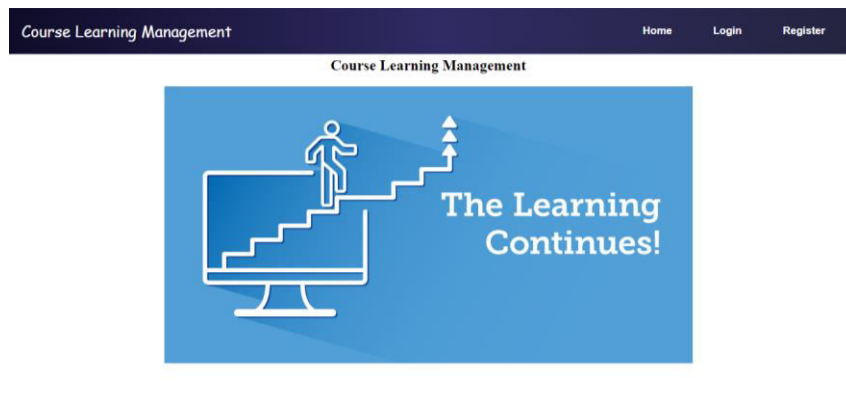 Course Learning Management
Home
Login
Register
Course Learning Management
The Learning
Continues!